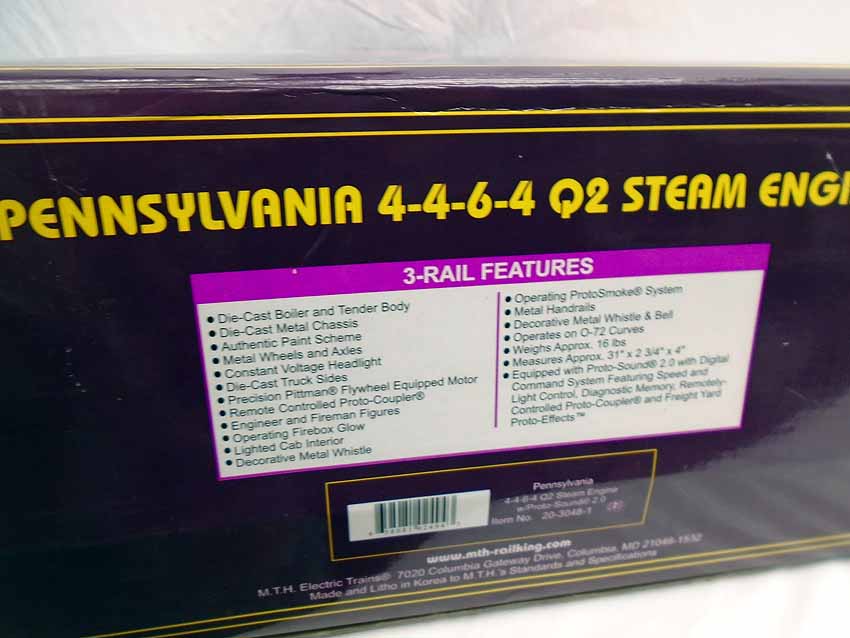 PENNSYLVANIA 4-4-6-4 Q2 STEAM ENGI
3-RAIL FEATURES
• Die-Cast Boiler and Tender Body
• Die-Cast Metal Chassis
• Authentic Paint Scheme
• Metal Wheels and Axles
• Constant Voltage Headlight
• Die-Cast Truck Sides
• Precision Pittman® Flywheel Equipped Motor
• Remote Controlled Proto-Coupler®
• Engineer and Fireman Figures
• Operating Firebox Glow
• Lighted Cab Interior
• Decorative Metal Whistle
• Operating ProtoSmoke® System
• Metal Handrails
• Decorative Metal Whistle & Bell
• Operates on O-72 Curves
• Weighs Approx. 16 lbs
• Measures Approx. 31" x 2 3/4" x 4"
• Equipped with Proto-Sound® 2.0 with Digital
Command System Featuring Speed and
Light Control, Diagnostic Memory, Remote-
Controlled Proto-Coupler® and Freight Yard
Proto-Effects™
Pennsylvania
4-4-6-4 Q2 Steam Engine
w/Proto-Sound® 2.0
Item No. 20-3048-1
www.mth-railking.com
M.T.H. Electric Trains® 7020 Columbia Gateway Drive, Columbia, MD 21046-1532
Made and Litho in Korea to M.T.H.'s Standards and Specifications